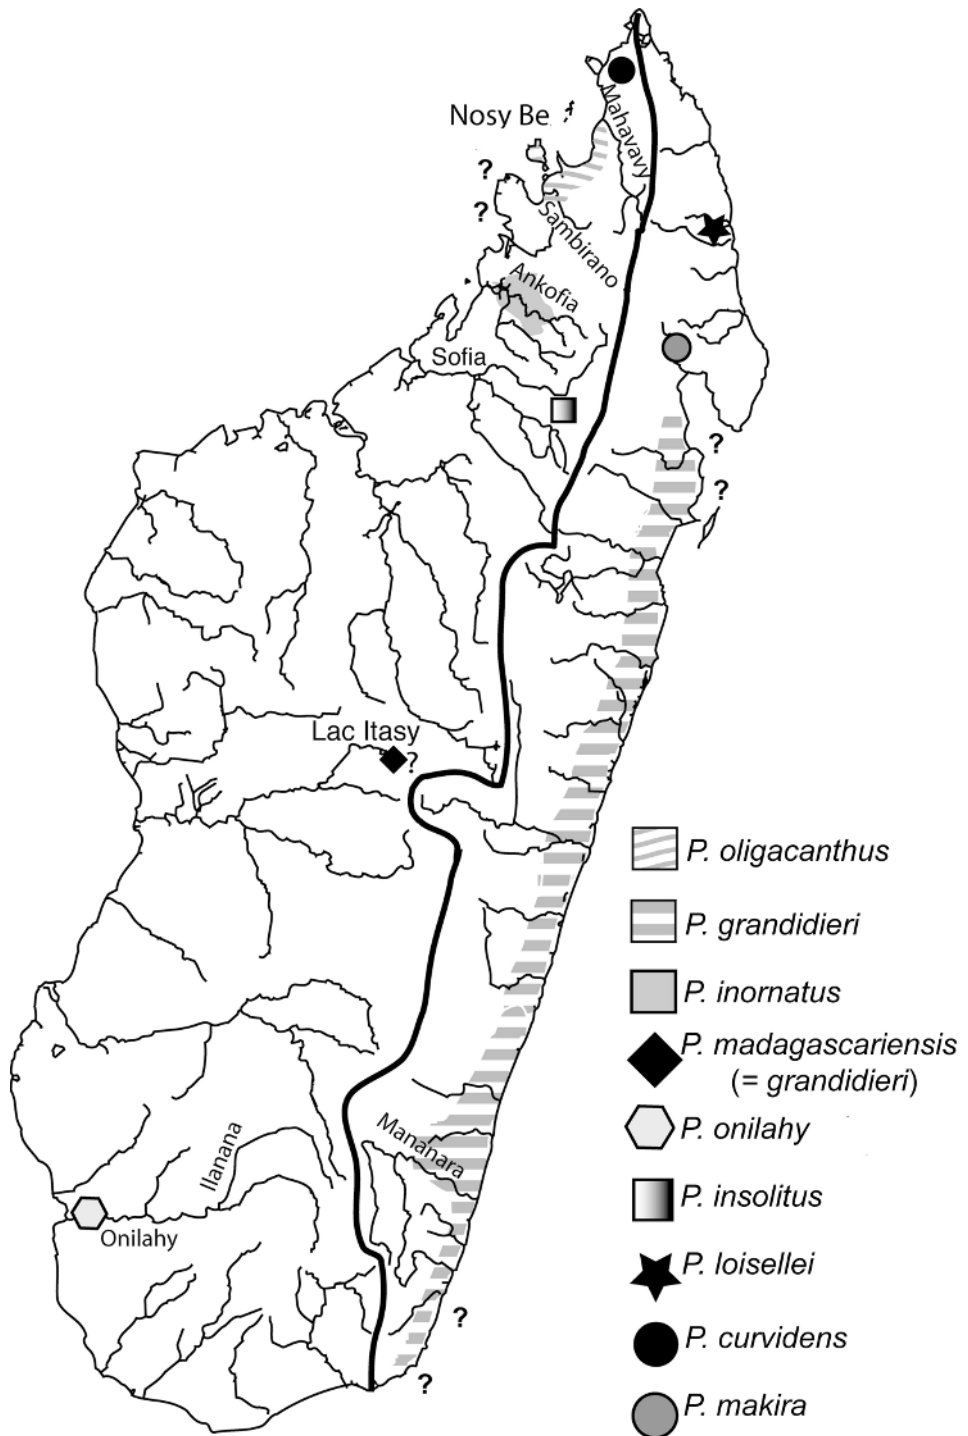 Nosy Be
Mahavavy
?
?
Sambirano
Ankofia
Sofia
?
?
Lac Itasy
?
P. oligacanthus
P. grandidieri
P. inornatus
P. madagascariensis
(= grandidieri)
Mananara
P. onilahy
Ilanana
P. insolitus
Onilahy
P. loisellei
?
P. curvidens
?
P. makira